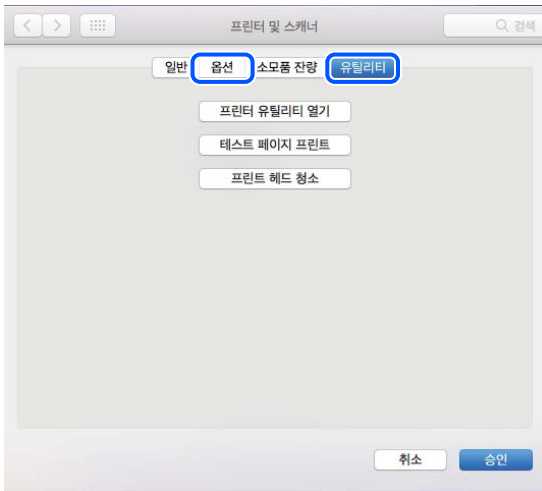 프린터 및 스캐너
검색
일반 옵션 소모품 잔량 유틸리티
프린터 유틸리티 열기
테스트 페이지 프린트
프린트 헤드 청소
취소 승인